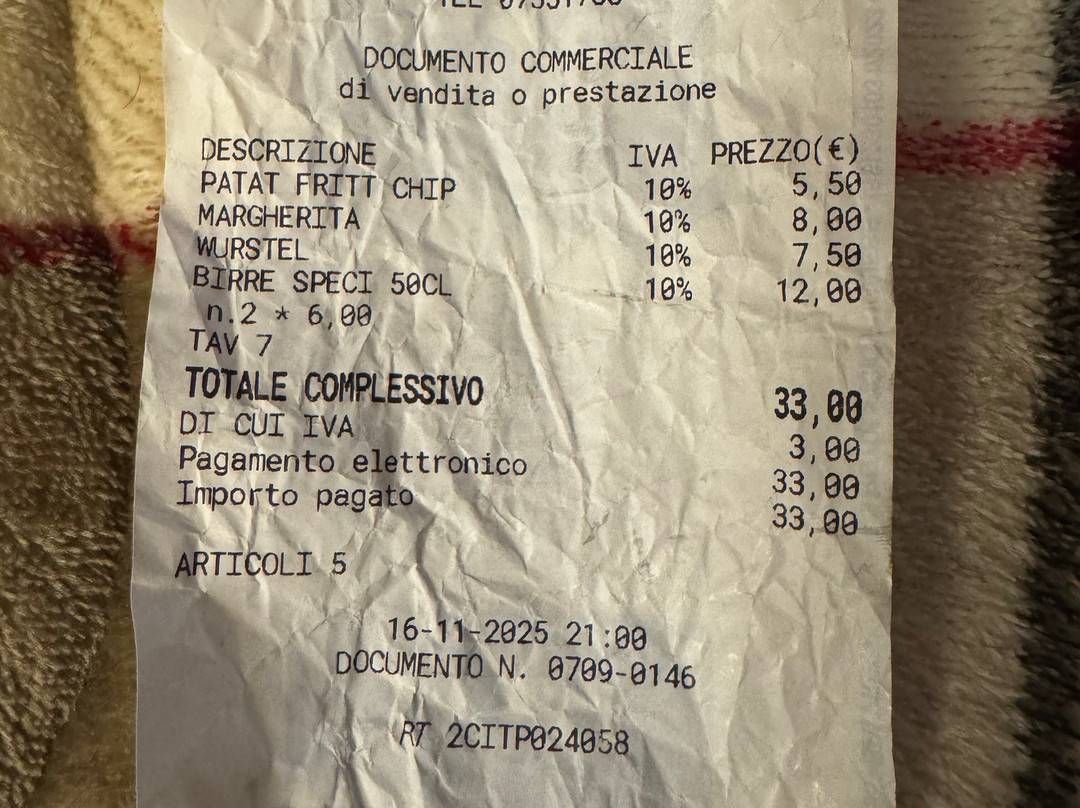 DOCUMENTO COMMERCIALE
di vendita o prestazione
DESCRIZIONE IVA PREZZO(€)
PATAT FRITT CHIP 10% 5,50
MARGHERITA 10% 8,00
WURSTEL 10% 7,50
BIRRE SPECI 50CL 10% 12,00
n.2 * 6,00
TAV 7
TOTALE COMPLESSIVO 33,00
DI CUI IVA 3,00
Pagamento elettronico 33,00
Importo pagato 33,00
ARTICOLI 5
16-11-2025 21:00
DOCUMENTO N. 0709-0146
RT 2CITP024058